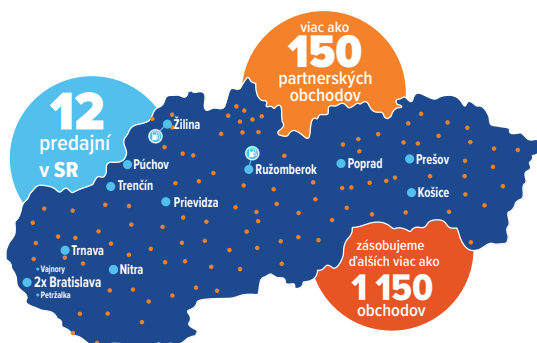 viac ako
150
partnerských
obchodov
12
predajní
v SR
Žilina
Púchov
Trenčín
Prievidza
Ružomberok
Poprad
Prešov
Košice
Trnava
Vajnory
2x Bratislava
Petržalka
Nitra
zásobujeme
ďalších viac ako
1 150
obchodov